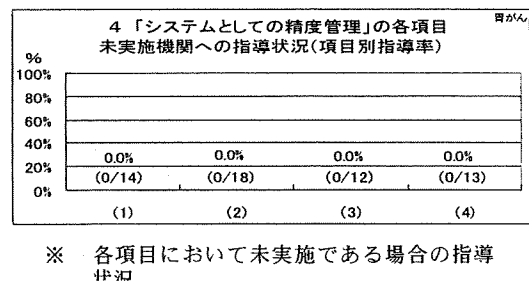 胃がん
4 「システムとしての精度管理」の各項目
未実施機関への指導状況(項目別指導率)
%
100%
80%
60%
40%
20%
0%
0.0% 0.0% 0.0% 0.0%
(0/14) (0/18) (0/12) (0/13)
(1) (2) (3) (4)
※ 各項目において未実施である場合の指導
状況